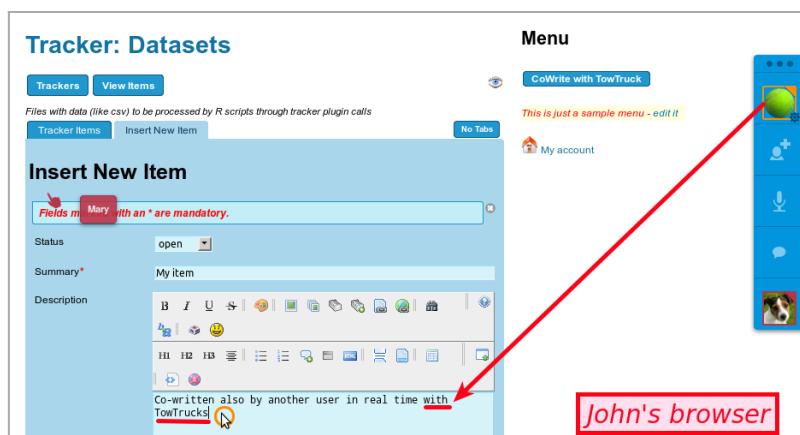 Tracker: Datasets
Trackers
View Items
Files with data (like csv) to be processed by R scripts through tracker plugin calls
Tracker Items
Insert New Item
No Tabs
Insert New Item
Fields m with an * are mandatory.
Mary
Status
open
Summary*
My item
Description
B I U S
H1 H2 H3
Co-written also by another user in real time with
TowTrucks
Menu
CoWrite with TowTruck
This is just a sample menu - edit it
My account
John's browser